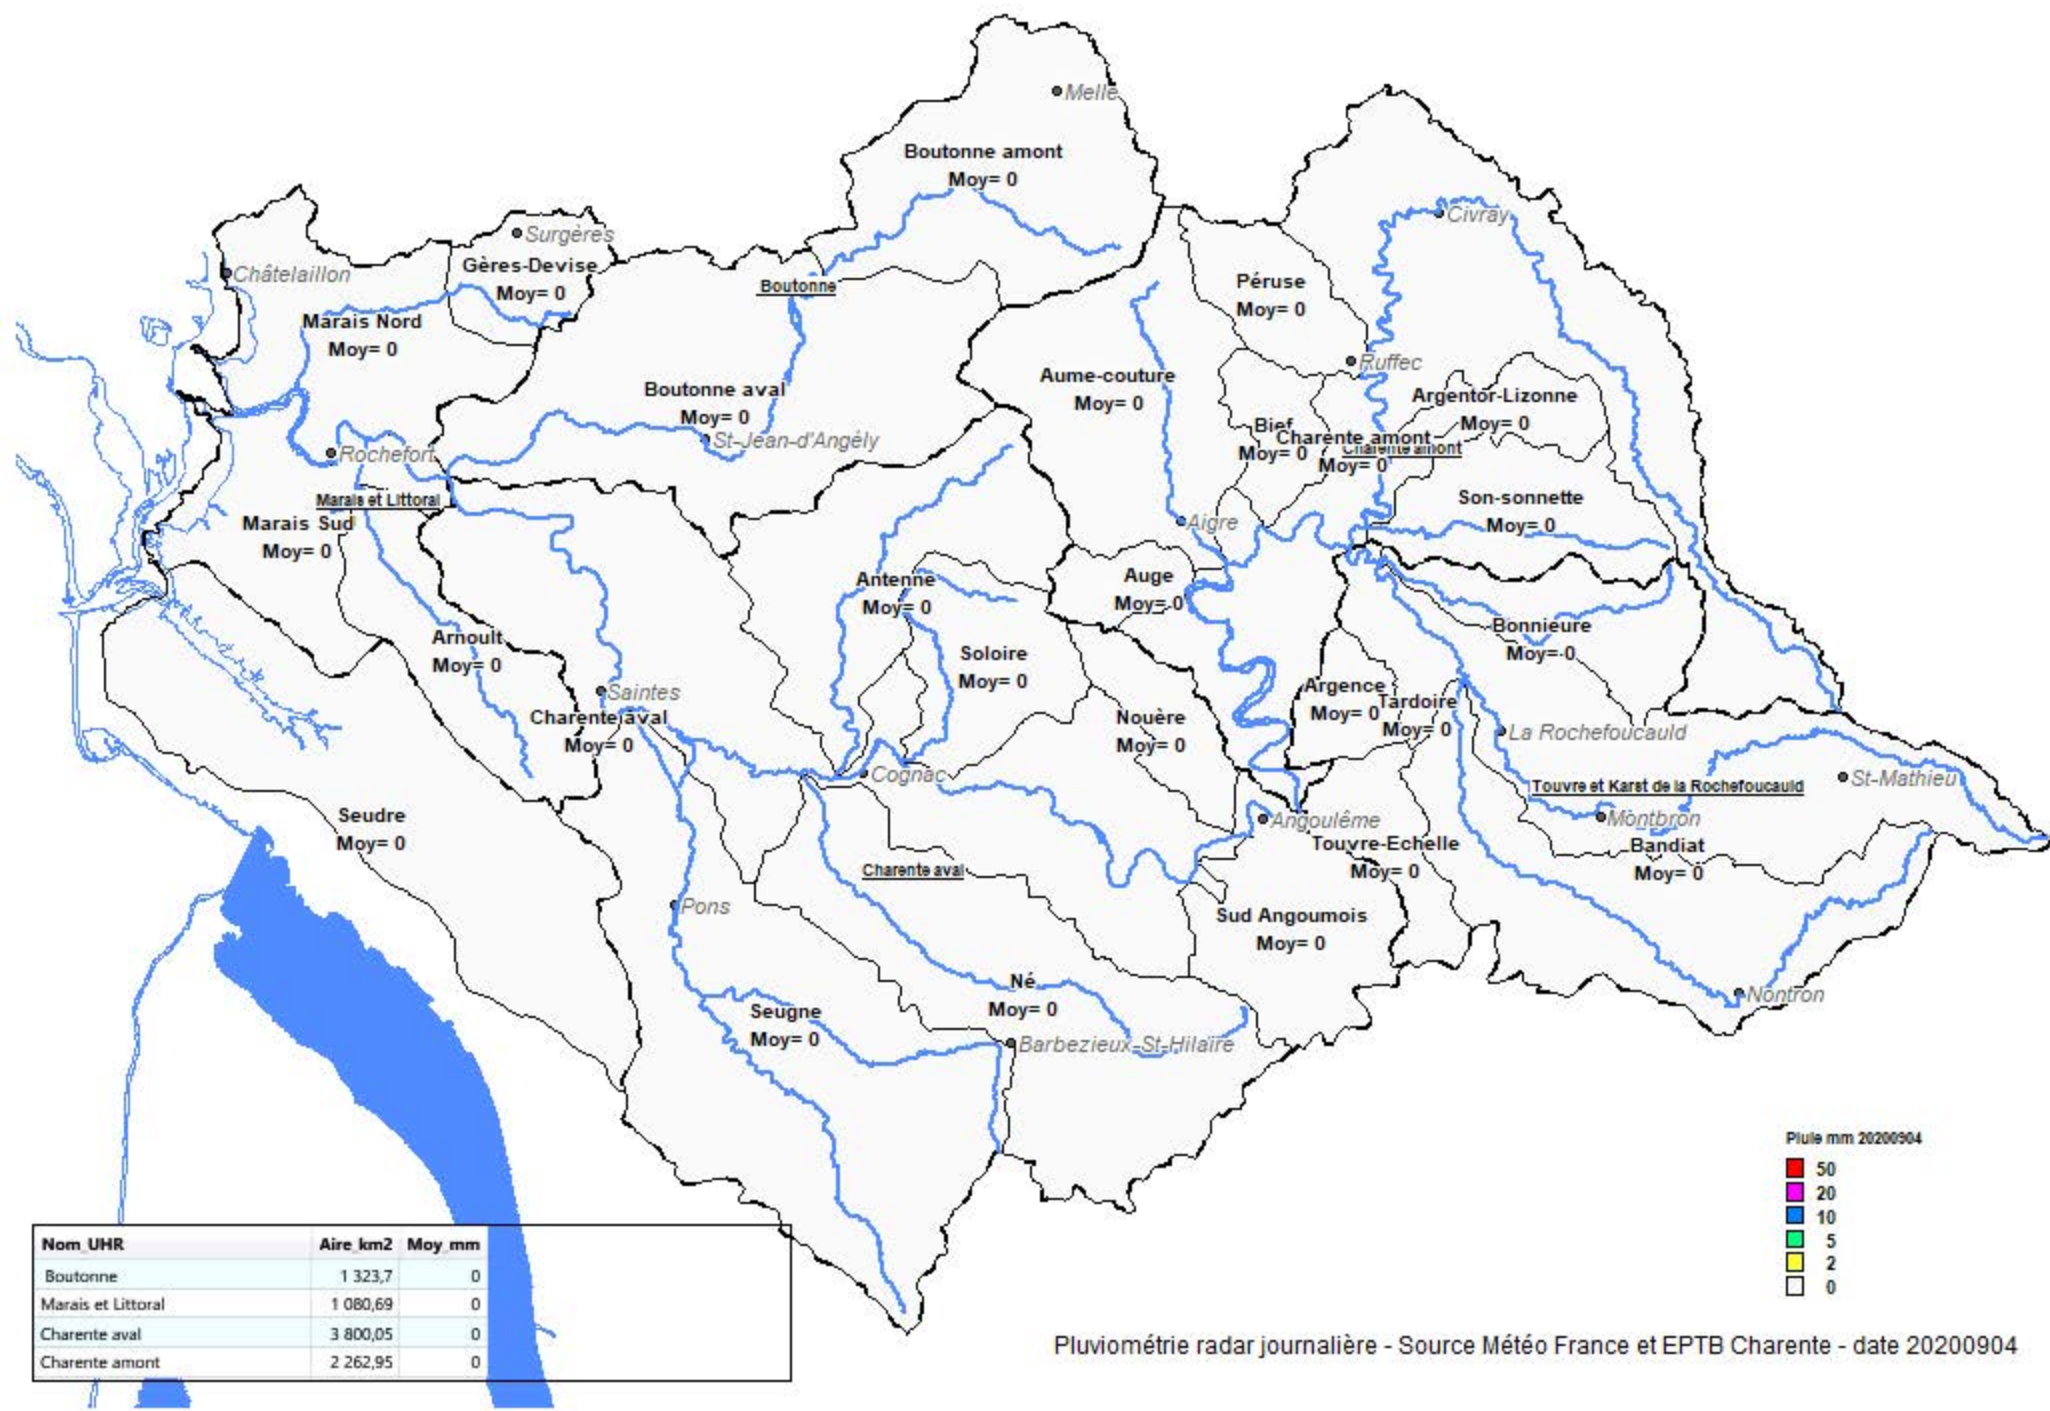 Melle
Boutonne amont
Moy= 0
Civray
Surgères
Châtelaillon
Gères-Devise
Moy= 0
Boutonne
Péruse
Moy= 0
Marais Nord
Moy= 0
Ruffec
Aume-couture
Moy= 0
Boutonne aval
Moy= 0
Argentor-Lizonne
Moy= 0
Bief
Moy= 0
Charente amont
Moy= 0
Charente amont
St-Jean-d'Angély
Rochefort
Marais et Littoral
Son-sonnette
Moy= 0
Marais Sud
Moy= 0
Aigre
Antenne
Moy= 0
Auge
Moy= 0
Bonnieure
Moy= 0
Arnoult
Moy= 0
Soloire
Moy= 0
Saintes
Argence
Moy= 0
Tardoire
Moy= 0
Charente aval
Moy= 0
Nouère
Moy= 0
La Rochefoucauld
Cognac
Touvre et Karst de la Rochefoucauld
St-Mathieu
Seudre
Moy= 0
Angoulême
Montbron
Touvre-Echelle
Moy= 0
Bandiat
Moy= 0
Charente aval
Pons
Sud Angoumois
Moy= 0
Né
Moy= 0
Nontron
Seugne
Moy= 0
Barbezieux-St-Hilaire
Pluie mm 20200904
50
20
10
5
2
0
Nom_UHR Aire_km2 Moy_mm
Boutonne 1 323,7 0
Marais et Littoral 1 080,69 0
Charente aval 3 800,05 0
Charente amont 2 262,95 0
Pluviométrie radar journalière - Source Météo France et EPTB Charente - date 20200904